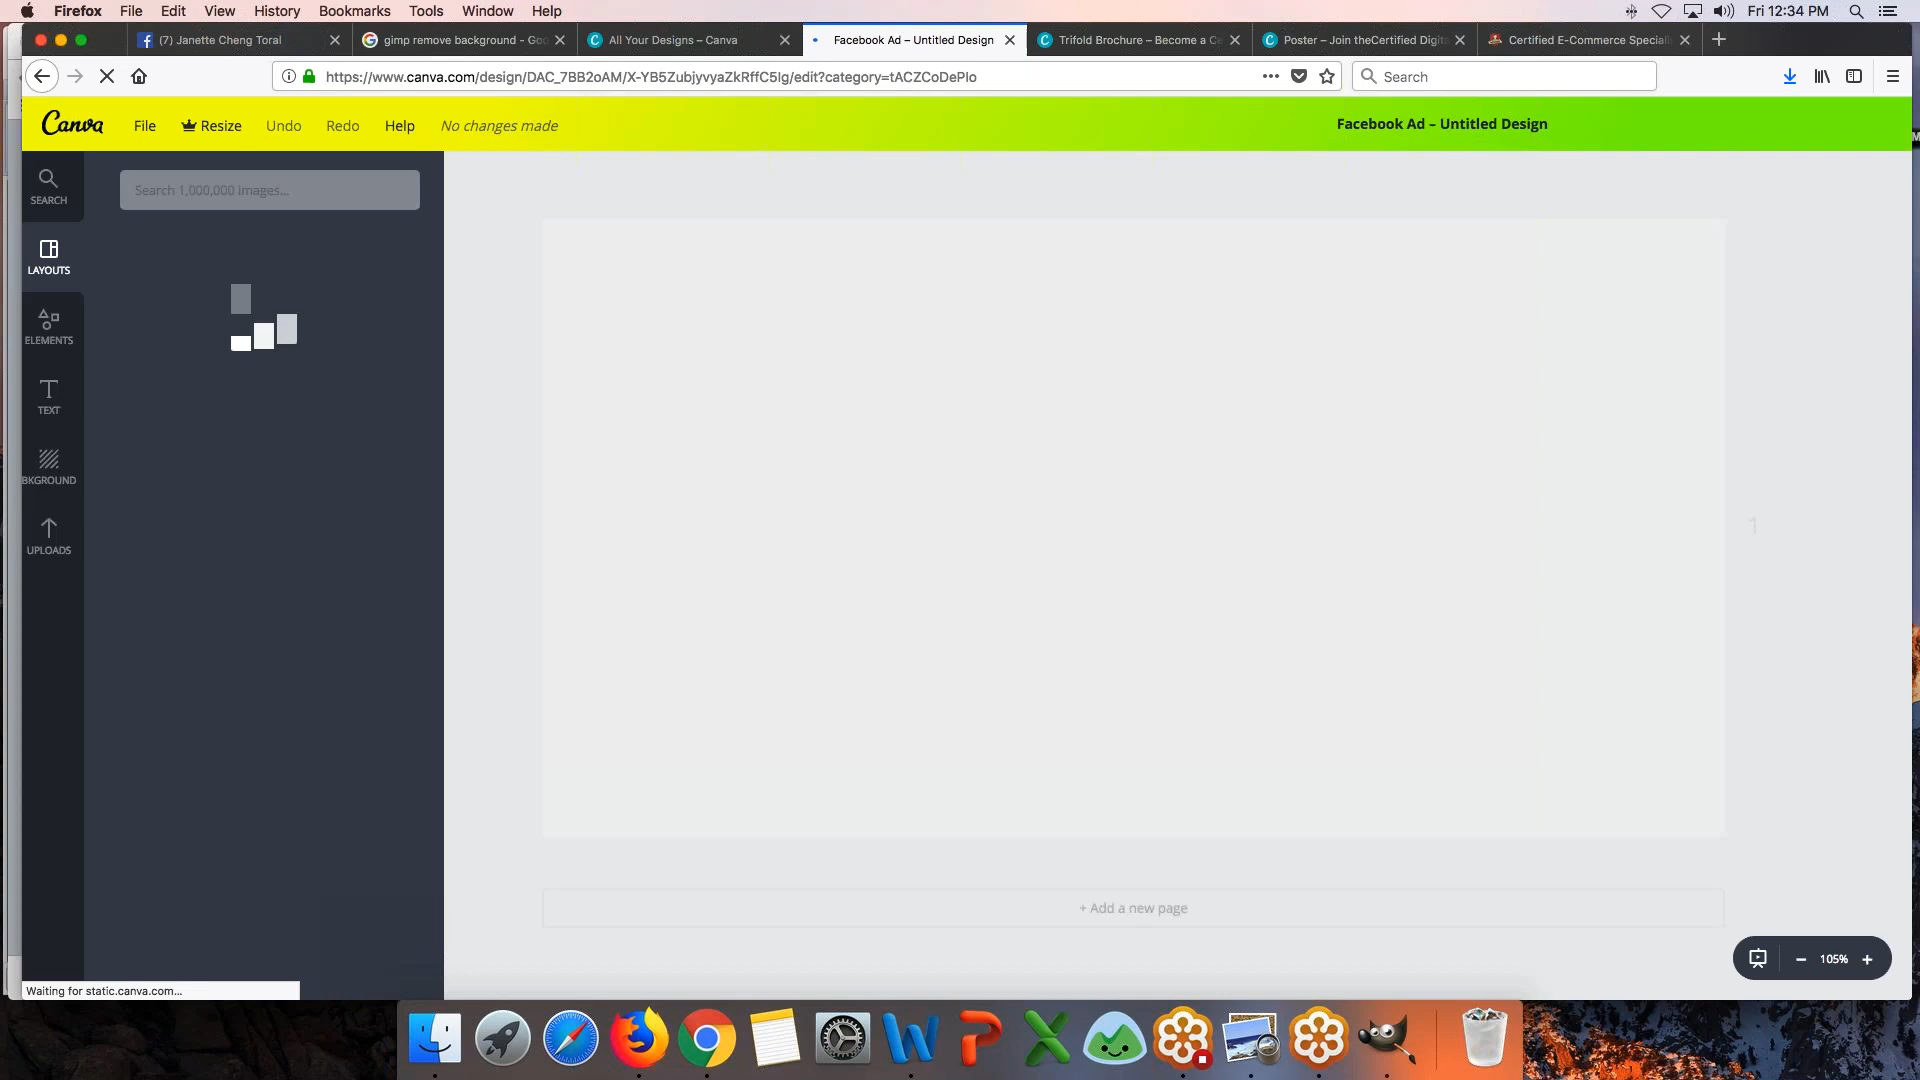 Firefox File Edit View History Bookmarks Tools Window Help Fri 12:34 PM
(7) Janette Cheng Toral gimp remove background - Goo All Your Designs – Canva Facebook Ad – Untitled Design Trifold Brochure – Become a Ce Poster – Join theCertified Digita Certified E-Commerce Speciali
https://www.canva.com/design/DAC_7BB2oAM/X-YB5ZubjyvyaZkRffC5lg/edit?category=tACZCoDePIo Search
Canva File Resize Undo Redo Help No changes made Facebook Ad – Untitled Design
Search 1,000,000 images...
SEARCH
LAYOUTS
ELEMENTS
TEXT
BKGROUND
UPLOADS
1
+ Add a new page
105%
Waiting for static.canva.com...